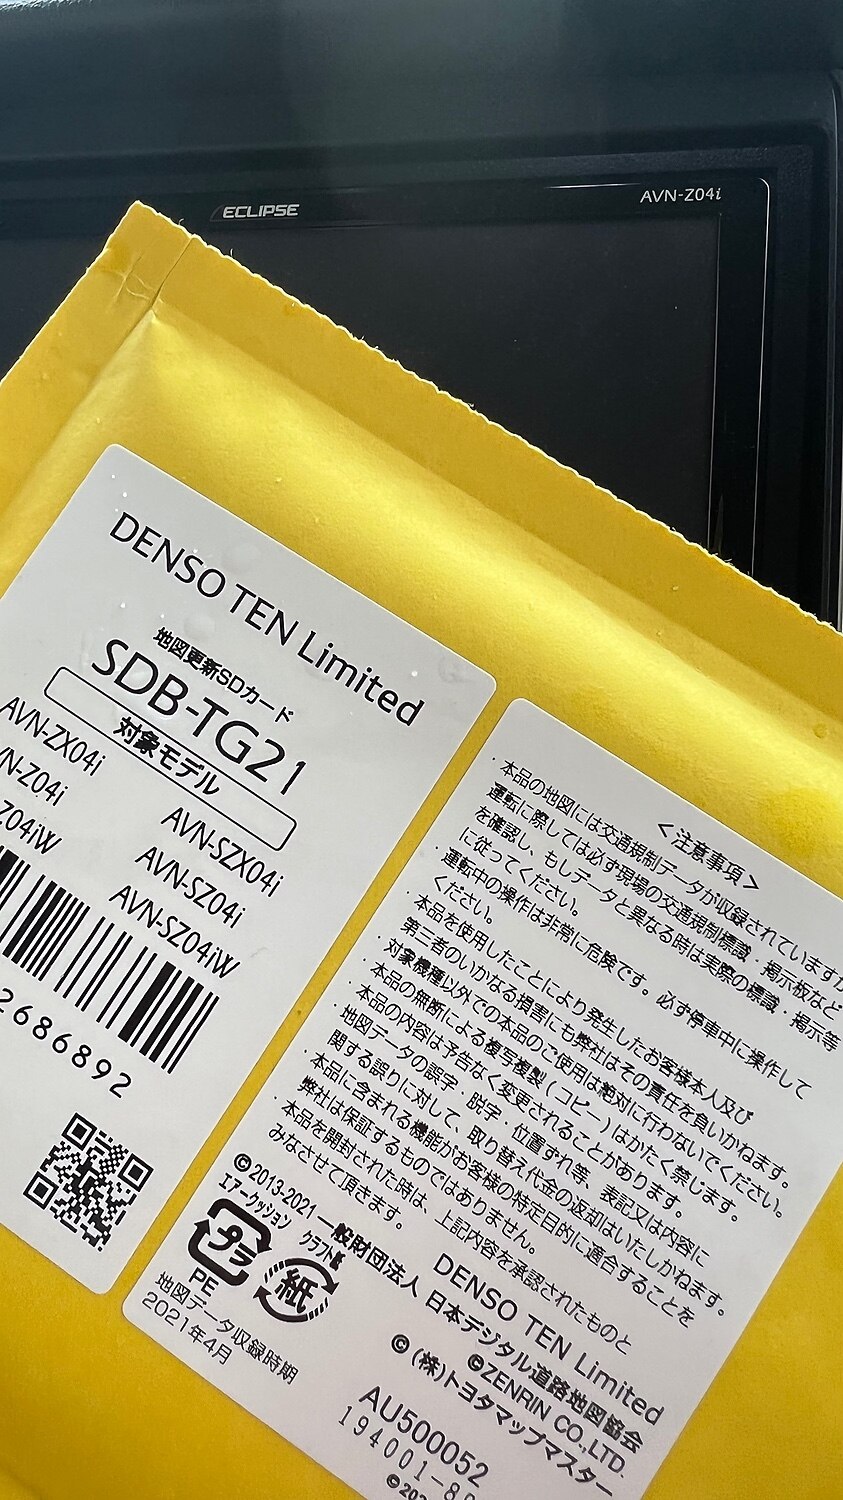 ECLIPSE
AVN-Z04i
DENSO TEN Limited
地図更新SDカード
SDB-TG21
対象モデル
AVN-ZX04i
AVN-SZX04i
VN-Z04i
AVN-SZ04i
Z04iW
AVN-SZ04iW
2686892
<注意事項>
・本品の地図には交通規制データが収録されていますが
運転に際しては必ず現場の交通規制標識・掲示板など
を確認し、もしデータと異なる時は実際の標識・掲示等
に従ってください。
・運転中の操作は非常に危険です。必ず停車中に操作して
ください。
・本品を使用したことにより発生したお客様本人及び
第三者のいかなる損害にも弊社はその責任を負いかねます。
・対象機種以外での本品のご使用は絶対に行わないでください。
・本品の無断による複写複製(コピー)はかたく禁じます。
・本品の内容は予告なく変更されることがあります。
・地図データの誤字・脱字・位置ずれ等、表記又は内容に
関する誤りに対して、取り替え代金の返却はいたしかねます。
・本品に含まれる機能がお客様の特定目的に適合することを
弊社は保証するものではありません。
・本品を開封された時は、上記内容を承認されたものと
みなさせて頂きます。
DENSO TEN Limited
©2013-2021 一般財団法人 日本デジタル道路地図協会
©ZENRIN CO.,LTD.
©(株)トヨタマップマスター
エアークッション クラフト紙
プラ
PE
紙
地図データ収録時期
2021年4月
AU500052
194001-8